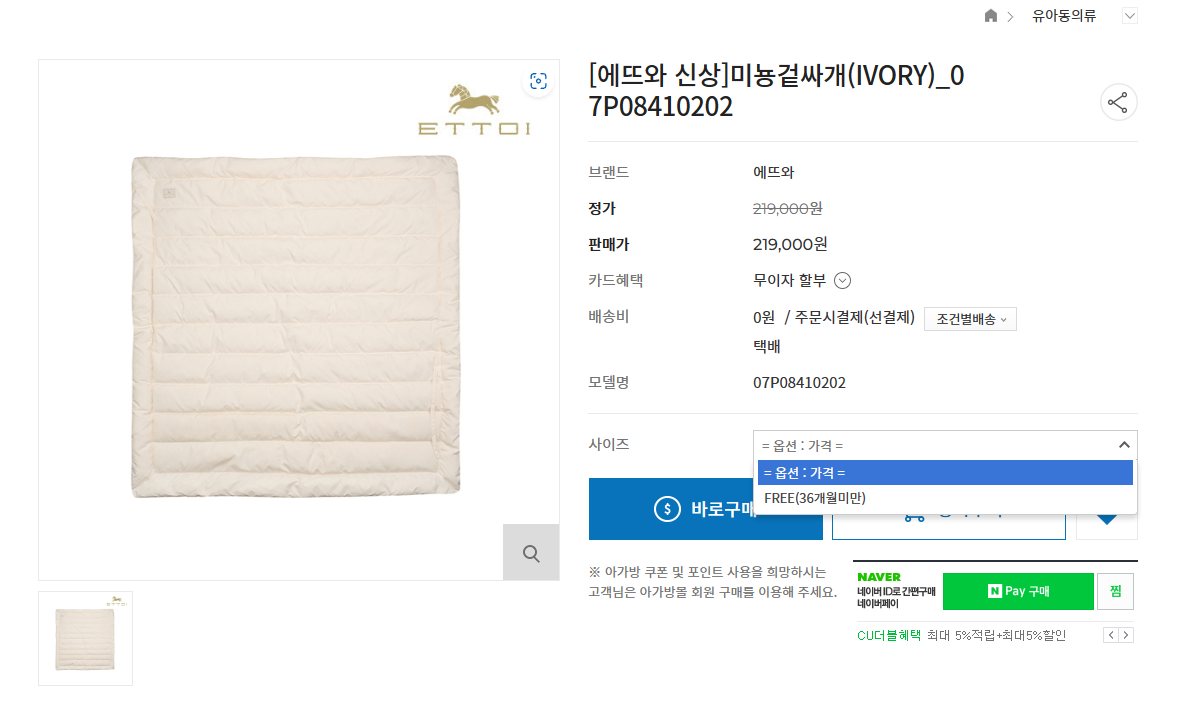 유아동의류
ETTOI
[에뜨와 신상]미뇽겉싸개(IVORY)_0
7P08410202
브랜드 에뜨와
정가 219,000원
판매가 219,000원
카드혜택 무이자 할부
배송비 0원 / 주문시결제(선결제) 조건별배송
택배
모델명 07P08410202
사이즈 = 옵션 : 가격 =
= 옵션 : 가격 =
FREE(36개월미만)
$ 바로구매
※ 아가방 쿠폰 및 포인트 사용을 희망하시는
고객님은 아가방몰 회원 구매를 이용해 주세요.
NAVER
네이버ID로 간편구매
네이버페이
N Pay 구매
찜
CU더블혜택 최대 5%적립+최대5%할인